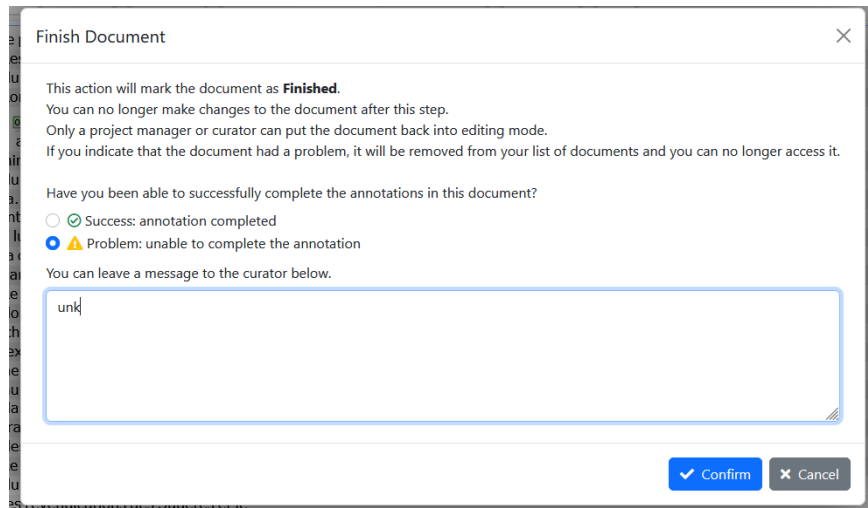 Finish Document
This action will mark the document as Finished.
You can no longer make changes to the document after this step.
Only a project manager or curator can put the document back into editing mode.
If you indicate that the document had a problem, it will be removed from your list of documents and you can no longer access it.
Have you been able to successfully complete the annotations in this document?
Success: annotation completed
Problem: unable to complete the annotation
You can leave a message to the curator below.
unk
Confirm
Cancel